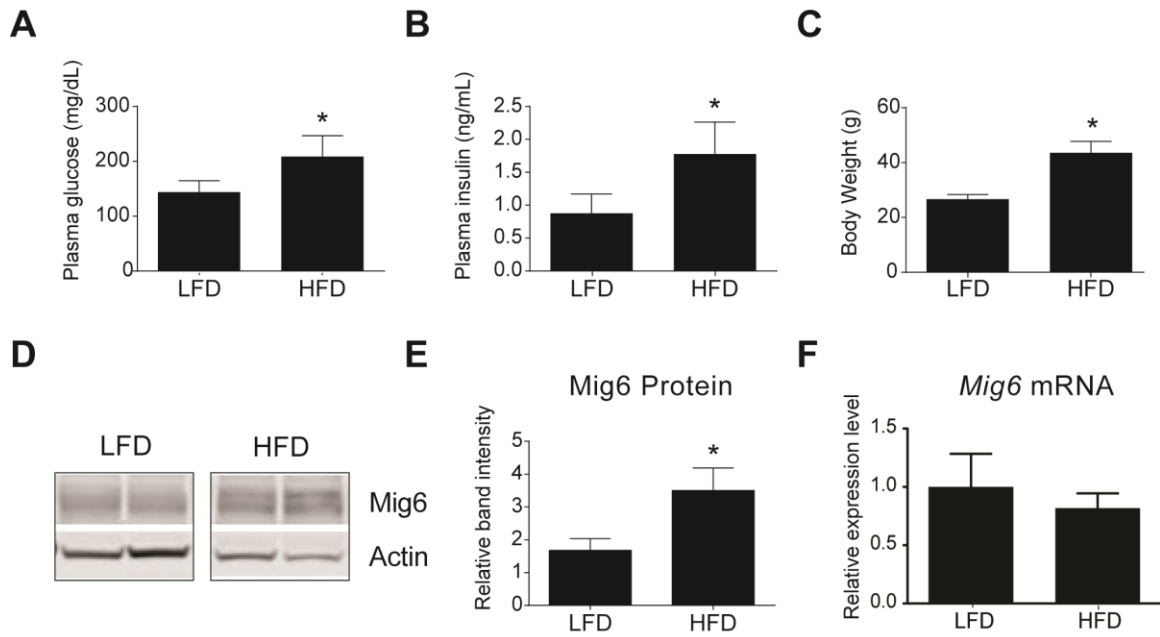 A
B
C
Plasma glucose (mg/dL)
300
200
100
0
*
LFD
HFD
Plasma insulin (ng/mL)
2.5
2.0
1.5
1.0
0.5
0.0
*
LFD
HFD
Body Weight (g)
60
40
20
0
*
LFD
HFD
D
E
F
LFD
HFD
Mig6
Actin
Mig6 Protein
Relative band intensity
5
4
3
2
1
0
*
LFD
HFD
Mig6 mRNA
Relative expression level
1.5
1.0
0.5
0.0
LFD
HFD